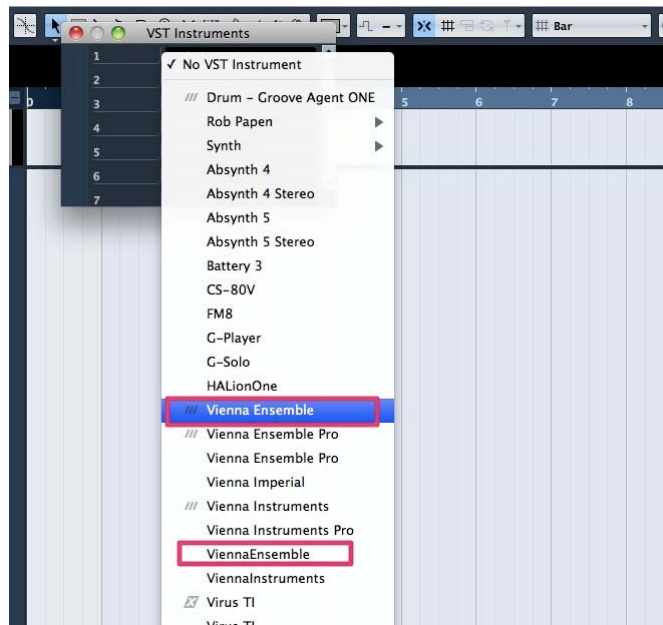 VST Instruments
Bar
1
2
3
4
5
6
7
5
6
7
8
✓ No VST Instrument
Drum - Groove Agent ONE
Rob Papen
Synth
Absynth 4
Absynth 4 Stereo
Absynth 5
Absynth 5 Stereo
Battery 3
CS-80V
FM8
G-Player
G-Solo
HALionOne
Vienna Ensemble
Vienna Ensemble Pro
Vienna Ensemble Pro
Vienna Imperial
Vienna Instruments
Vienna Instruments Pro
ViennaEnsemble
ViennaInstruments
Virus TI
Virus TI